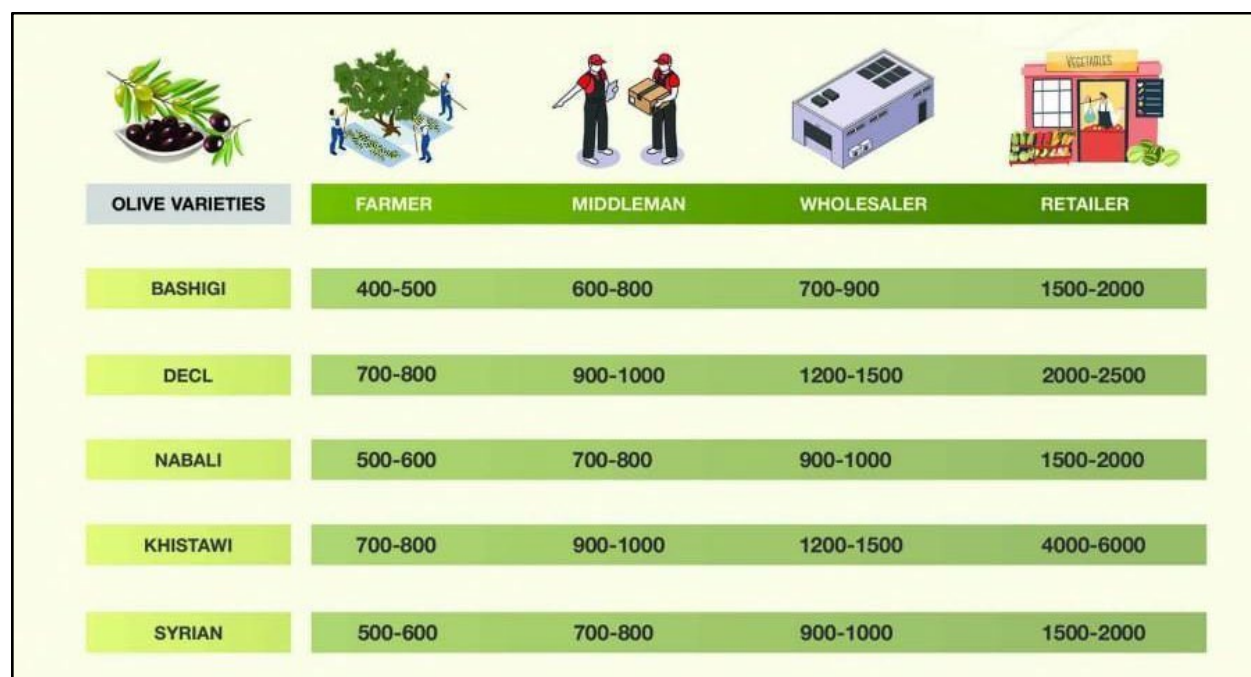 VEGETABLES
OLIVE VARIETIES FARMER MIDDLEMAN WHOLESALER RETAILER
BASHIGI 400-500 600-800 700-900 1500-2000
DECL 700-800 900-1000 1200-1500 2000-2500
NABALI 500-600 700-800 900-1000 1500-2000
KHISTAWI 700-800 900-1000 1200-1500 4000-6000
SYRIAN 500-600 700-800 900-1000 1500-2000